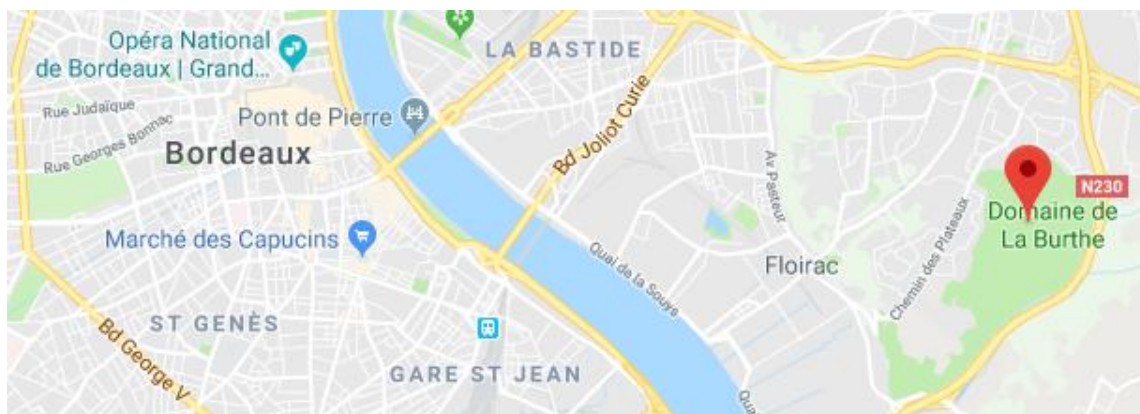 Opéra National
de Bordeaux | Grand...
LA BASTIDE
Rue Judaïque
Pont de Pierre
Bd Joliot Curie
Rue Georges Bonnac
Bordeaux
Av Pasteur
N230
Domaine de
La Burthe
Marché des Capucins
Quai de la Souys
Floirac
Chemin des Plateaux
ST GENÈS
Bd George V
GARE ST JEAN
Qua